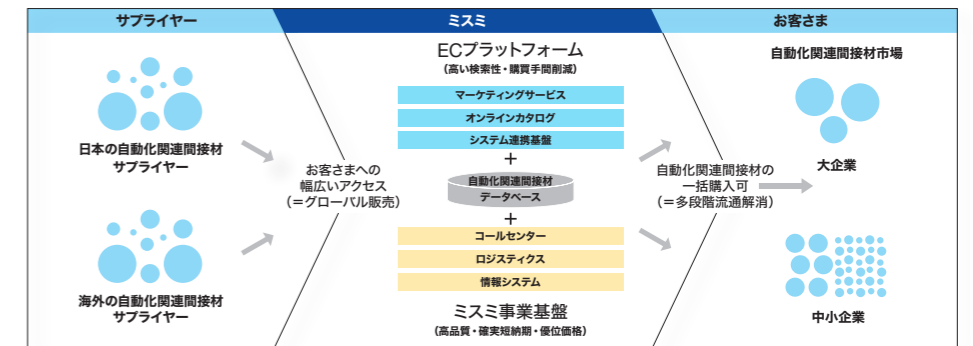 サプライヤー
ミスミ
お客さま
日本の自動化関連間接材
サプライヤー
海外の自動化関連間接材
サプライヤー
お客さまへの
幅広いアクセス
（＝グローバル販売）
ECプラットフォーム
（高い検索性・購買手間削減）
マーケティングサービス
オンラインカタログ
システム連携基盤
+
自動化関連間接材
データベース
+
コールセンター
ロジスティクス
情報システム
ミスミ事業基盤
（高品質・確実短納期・優位価格）
自動化関連間接材の
一括購入可
（＝多段階流通解消）
自動化関連間接材市場
大企業
中小企業